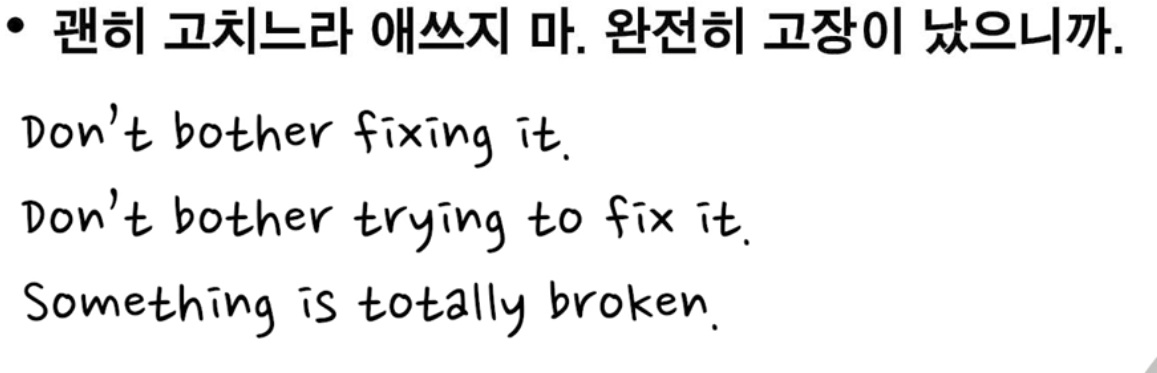 • 괜히 고치느라 애쓰지 마. 완전히 고장이 났으니까.
Don't bother fixing it.
Don't bother trying to fix it.
Something is totally broken.